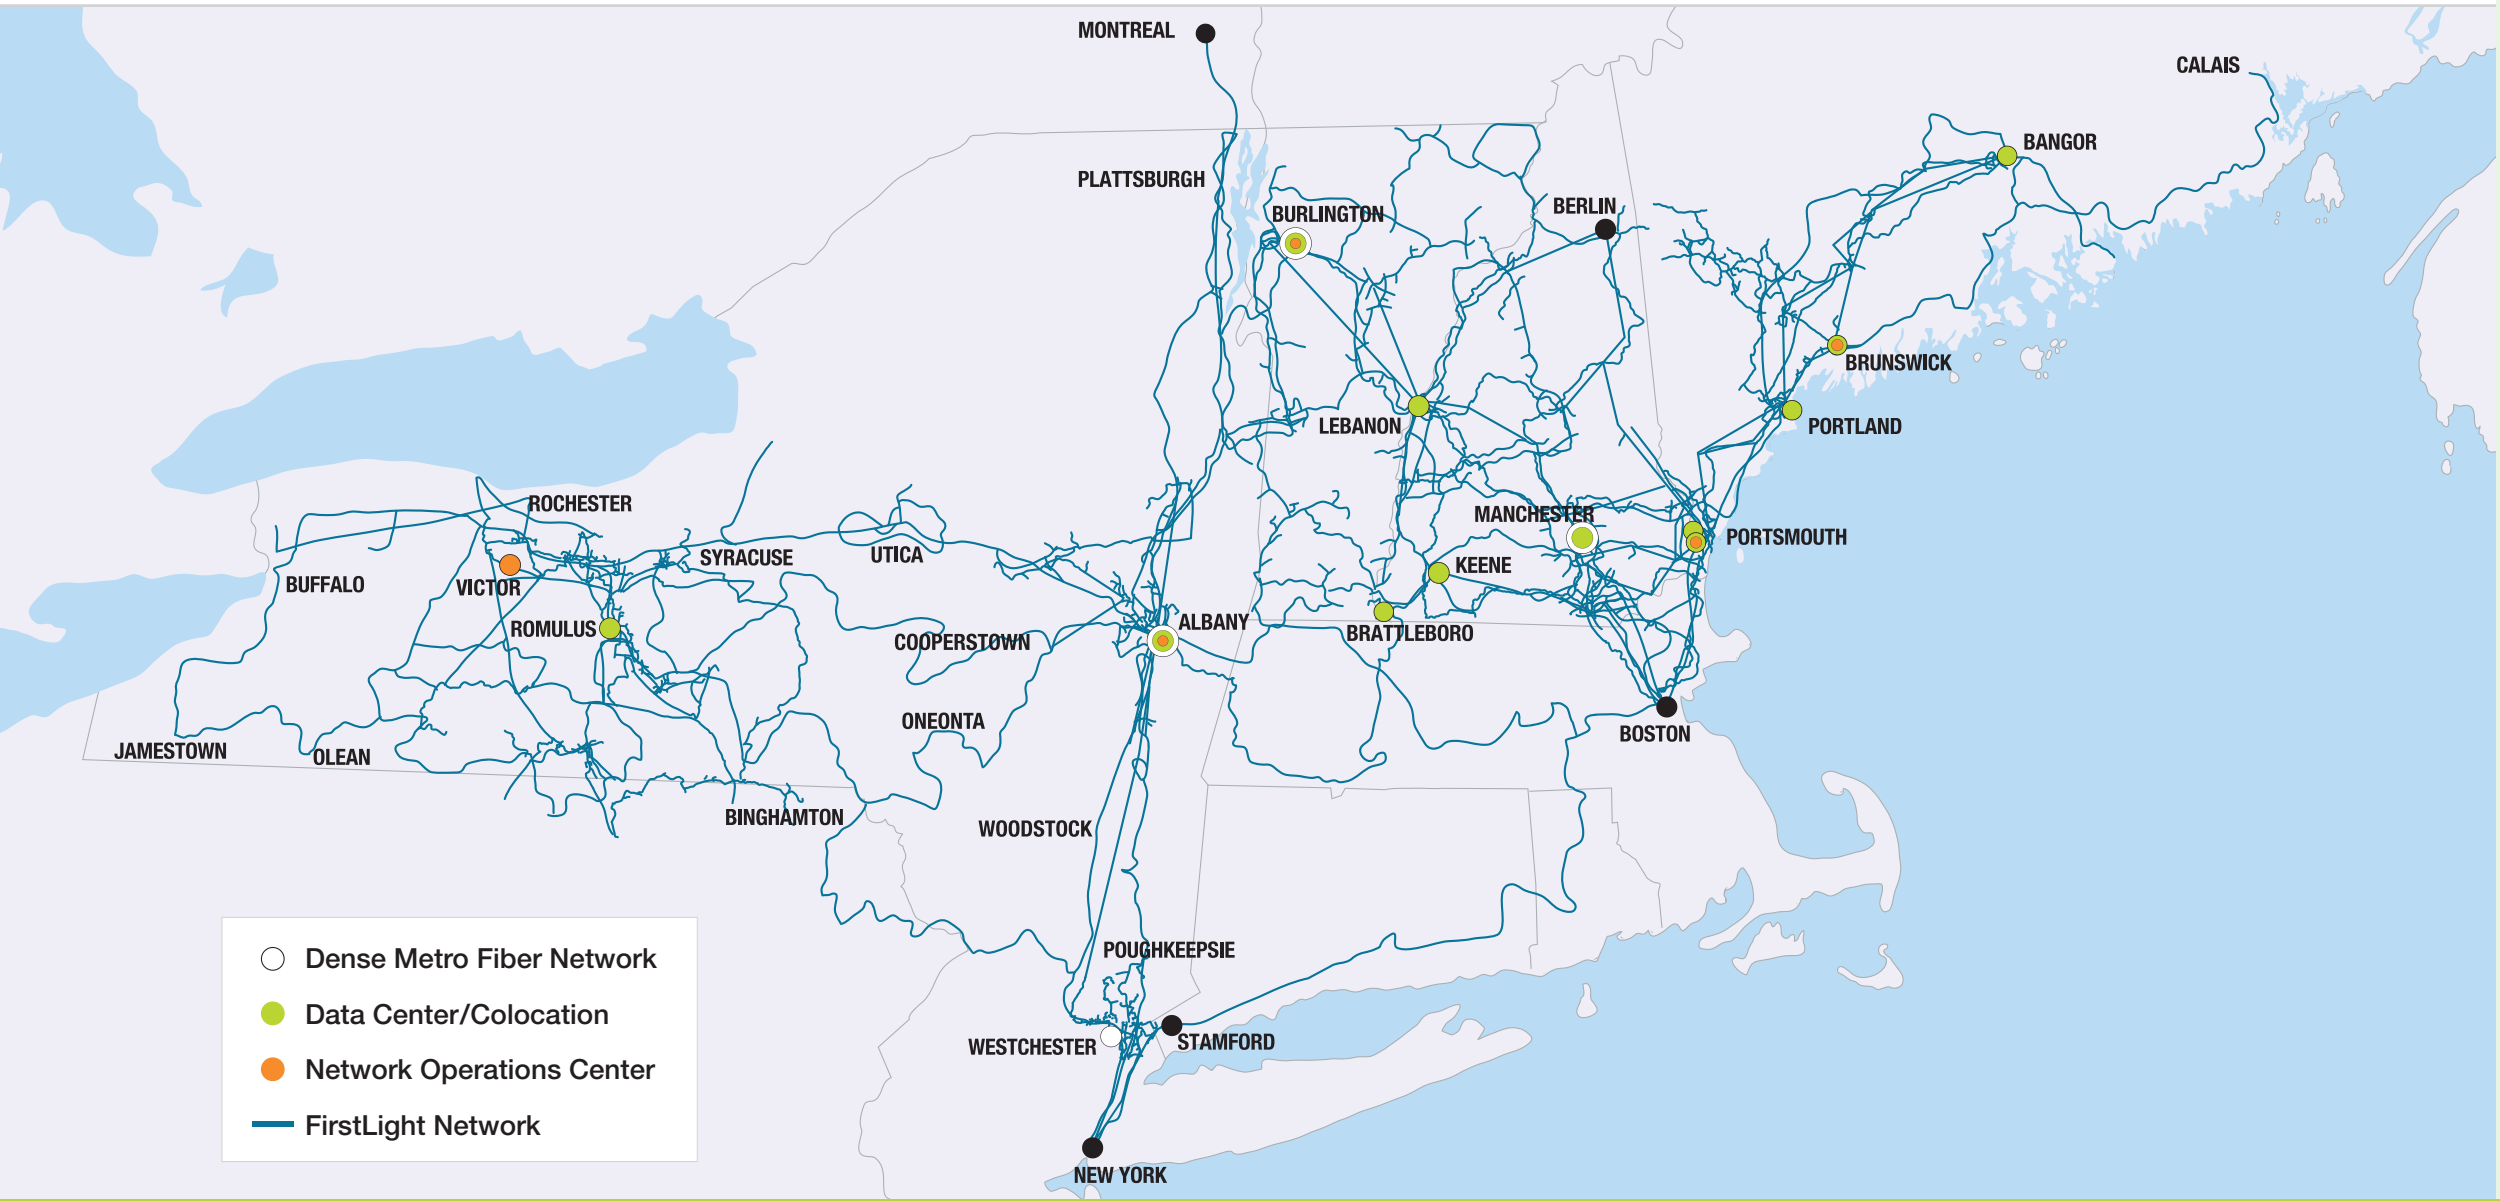 MONTREAL
CALAIS
BANGOR
PLATTSBURGH
BURLINGTON
BERLIN
BRUNSWICK
LEBANON
PORTLAND
ROCHESTER
MANCHESTER
PORTSMOUTH
SYRACUSE
UTICA
KEENE
BUFFALO
VICTOR
ROMULUS
ALBANY
COOPERSTOWN
BRATTLEBORO
ONEONTA
BOSTON
JAMESTOWN
OLEAN
BINGHAMTON
WOODSTOCK
POUGHKEEPSIE
WESTCHESTER
STAMFORD
NEW YORK
Dense Metro Fiber Network
Data Center/Colocation
Network Operations Center
FirstLight Network